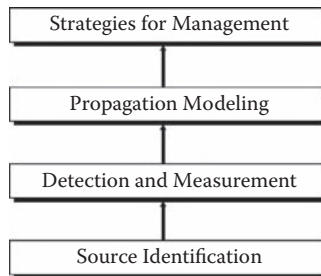 Strategies for Management
Propagation Modeling
Detection and Measurement
Source Identification